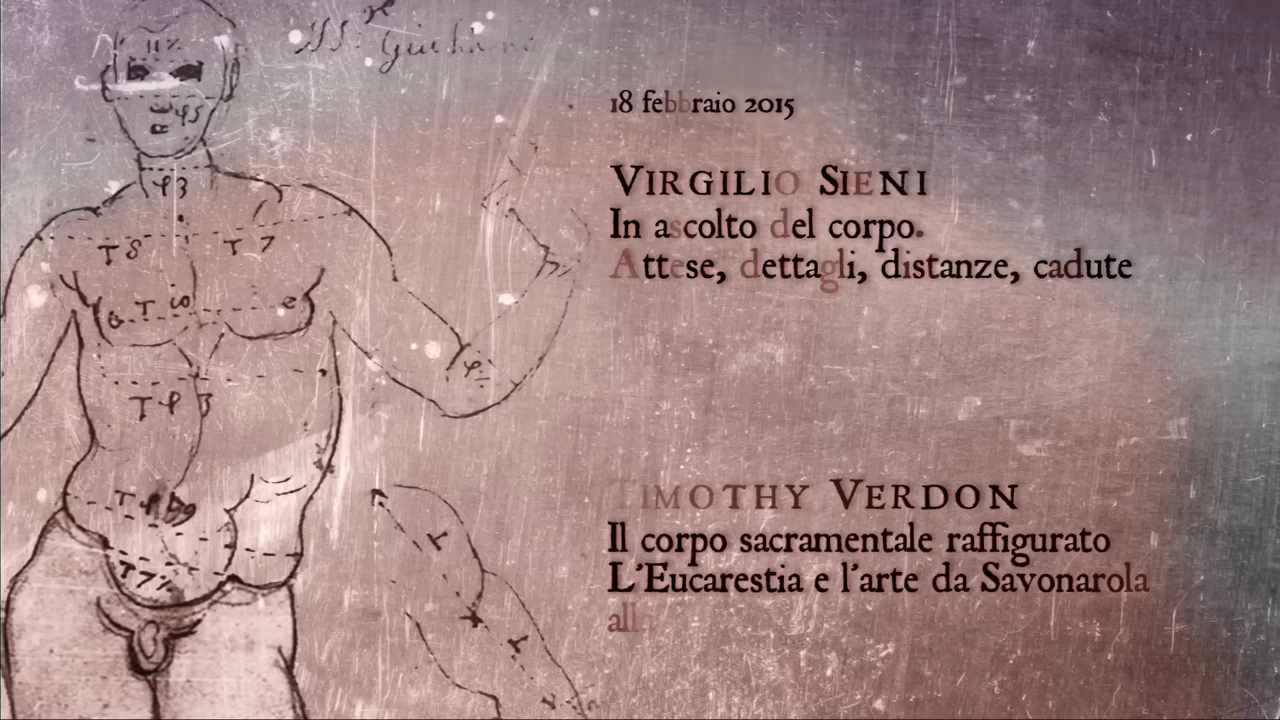 18 febbraio 2015
VIRGILIO SIENI
In ascolto del corpo.
Attese, dettagli, distanze, cadute
TIMOTHY VERDON
Il corpo sacramentale raffigurato
L'Eucarestia e l'arte da Savonarola
all